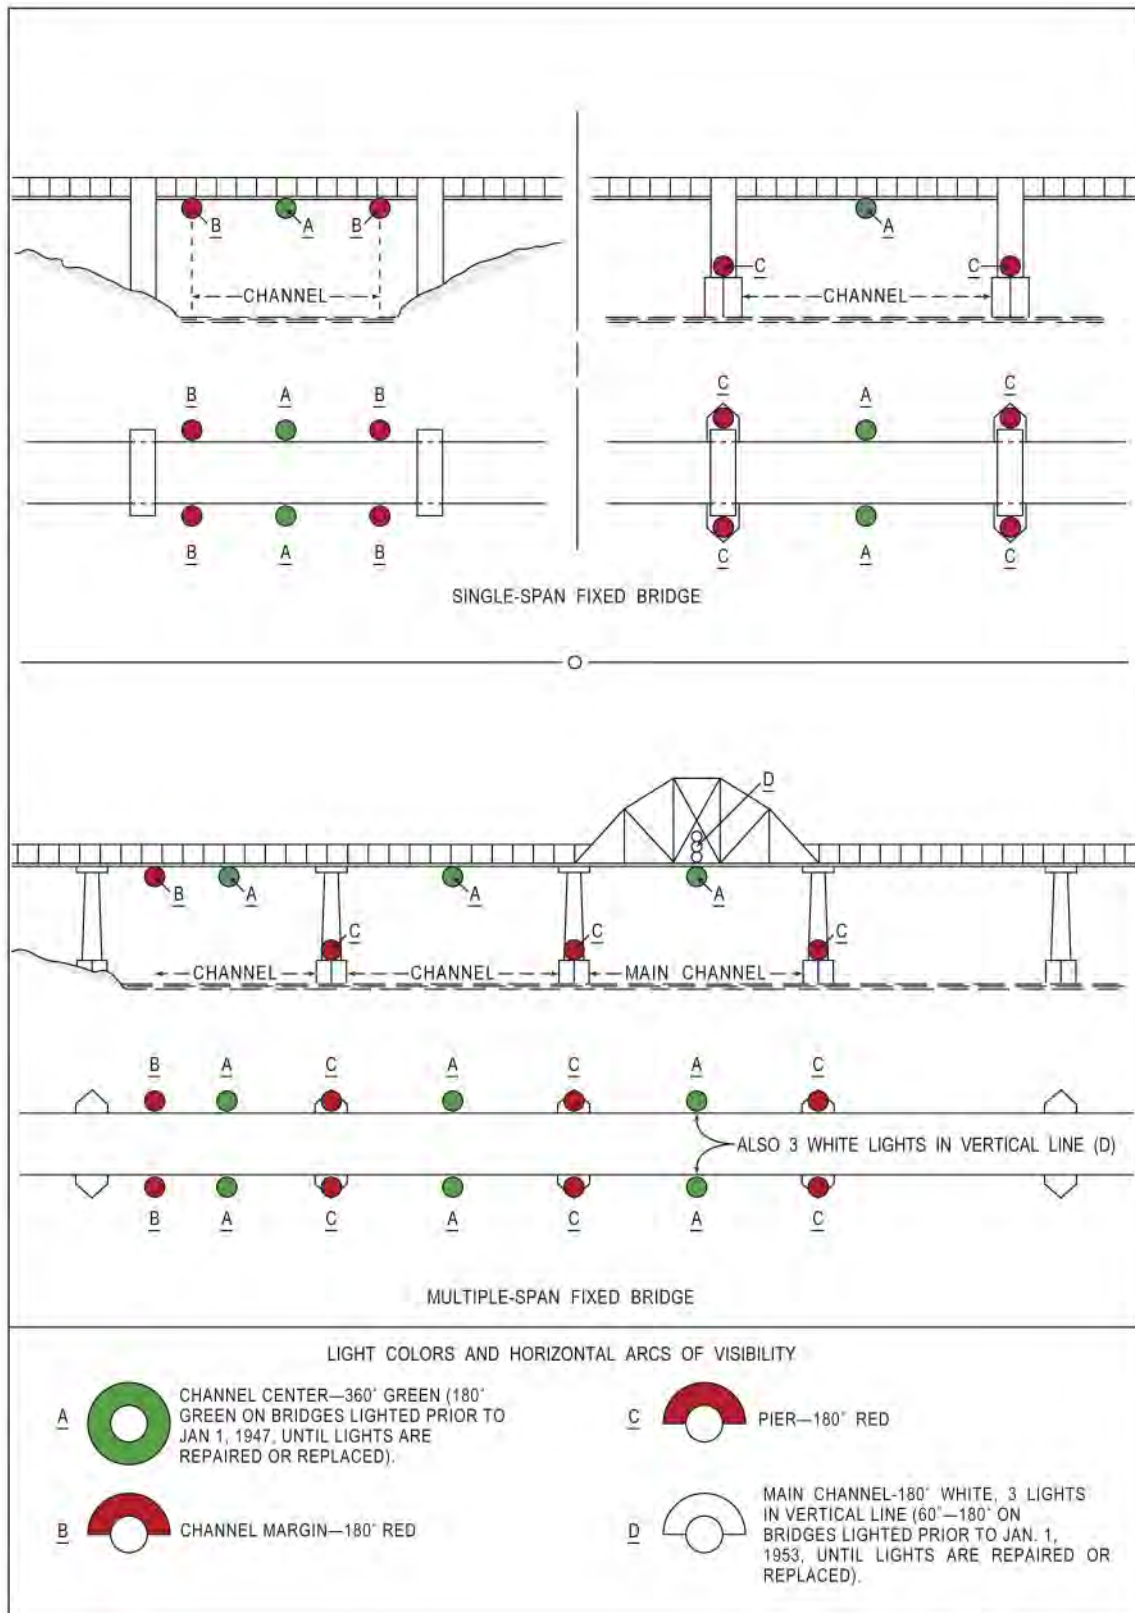 B A B
CHANNEL
A
C C
CHANNEL
B A B
B A B
C A C
C A C
SINGLE-SPAN FIXED BRIDGE
D
B A A A
C C C
CHANNEL CHANNEL MAIN CHANNEL
B A C A C A C
ALSO 3 WHITE LIGHTS IN VERTICAL LINE (D)
B A C A C A C
MULTIPLE-SPAN FIXED BRIDGE
LIGHT COLORS AND HORIZONTAL ARCS OF VISIBILITY
A
CHANNEL CENTER—360° GREEN (180°
GREEN ON BRIDGES LIGHTED PRIOR TO
JAN 1, 1947, UNTIL LIGHTS ARE
REPAIRED OR REPLACED).
B
CHANNEL MARGIN—180° RED
C
PIER—180° RED
D
MAIN CHANNEL-180° WHITE, 3 LIGHTS
IN VERTICAL LINE (60°—180° ON
BRIDGES LIGHTED PRIOR TO JAN. 1,
1953, UNTIL LIGHTS ARE REPAIRED OR
REPLACED).